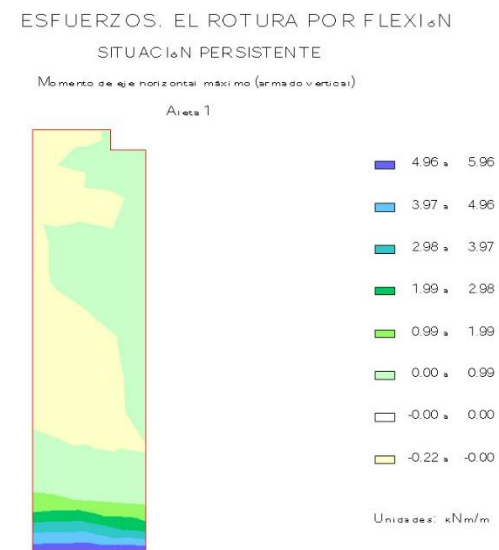 ESFUERZOS. EL ROTURA POR FLEXIóN
SITUACIóN PERSISTENTE
Momento de eje horizontal máximo (armado vertical)
Aleta 1
4.96 a 5.96
3.97 a 4.96
2.98 a 3.97
1.99 a 2.98
0.99 a 1.99
0.00 a 0.99
-0.00 a 0.00
-0.22 a -0.00
Unidades: kNm/m